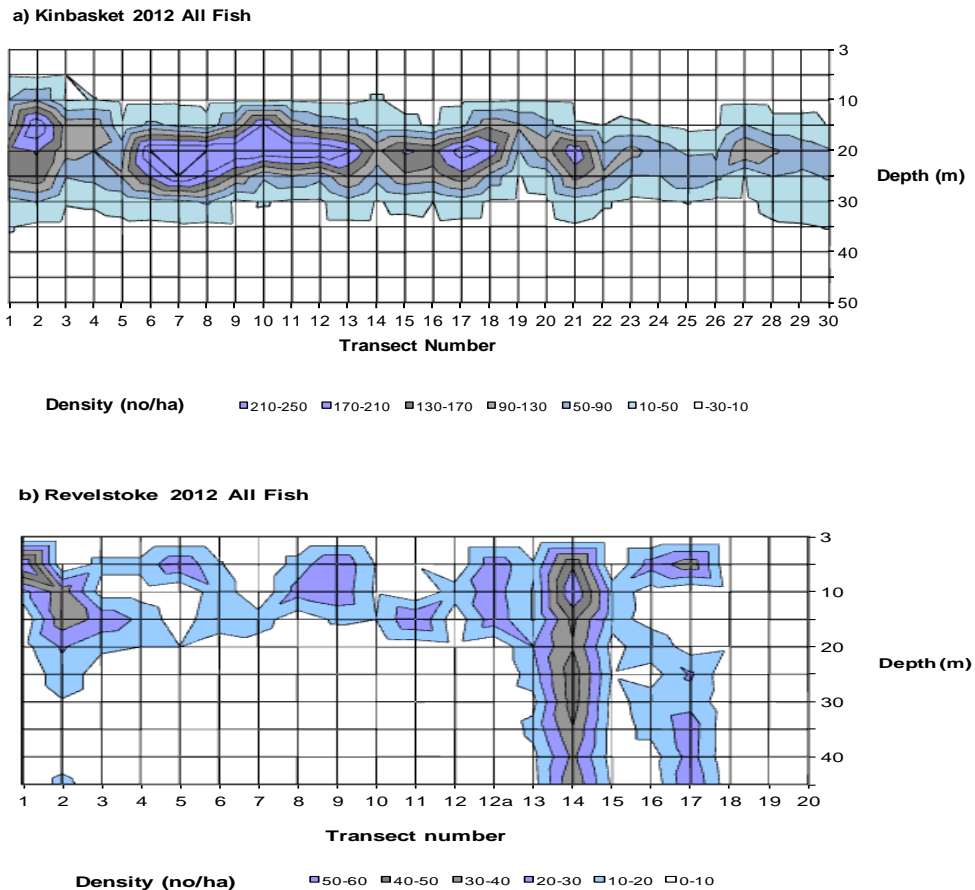 a) Kinbasket 2012 All Fish
3
10
20
30
40
50
Depth (m)
1 2 3 4 5 6 7 8 9 10 11 12 13 14 15 16 17 18 19 20 21 22 23 24 25 26 27 28 29 30
Transect Number
Density (no/ha) 210-250 170-210 130-170 90-130 50-90 10-50 -30-10
b) Revelstoke 2012 All Fish
3
10
20
30
40
Depth (m)
1 2 3 4 5 6 7 8 9 10 11 12 12a 13 14 15 16 17 18 19 20
Transect number
Density (no/ha) 50-60 40-50 30-40 20-30 10-20 0-10